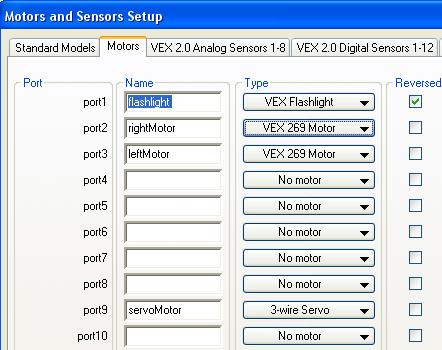 Motors and Sensors Setup
Standard Models Motors VEX 2.0 Analog Sensors 1-8 VEX 2.0 Digital Sensors 1-12
Port Name Type Reversed
port1 flashlight VEX Flashlight
port2 rightMotor VEX 269 Motor
port3 leftMotor VEX 269 Motor
port4 No motor
port5 No motor
port6 No motor
port7 No motor
port8 No motor
port9 servoMotor 3-wire Servo
port10 No motor